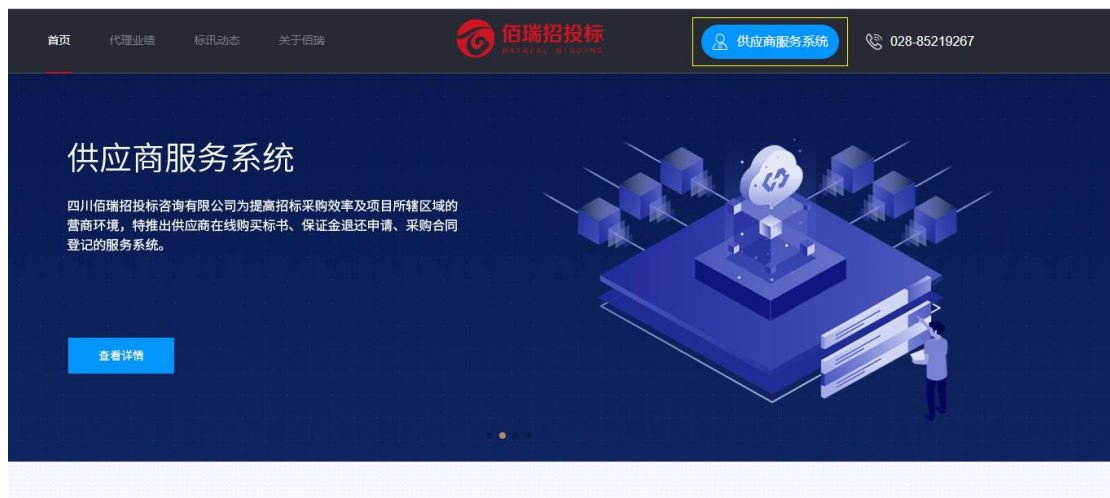 首页
代理业绩
标讯动态
关于佰瑞
佰瑞招投标
BAIREAL BIDDING
供应商服务系统
028-85219267
供应商服务系统
四川佰瑞招投标咨询有限公司为提高招标采购效率及项目所辖区域的
营商环境，特推出供应商在线购买标书、保证金退还申请、采购合同
登记的服务系统。
查看详情